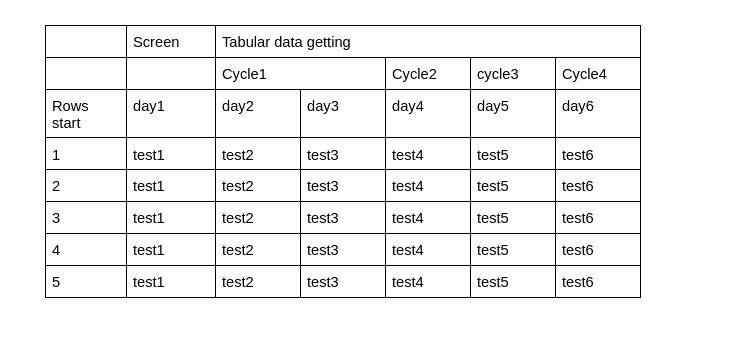 Screen Tabular data getting
Cycle1 Cycle2 cycle3 Cycle4
Rows start day1 day2 day3 day4 day5 day6
1 test1 test2 test3 test4 test5 test6
2 test1 test2 test3 test4 test5 test6
3 test1 test2 test3 test4 test5 test6
4 test1 test2 test3 test4 test5 test6
5 test1 test2 test3 test4 test5 test6